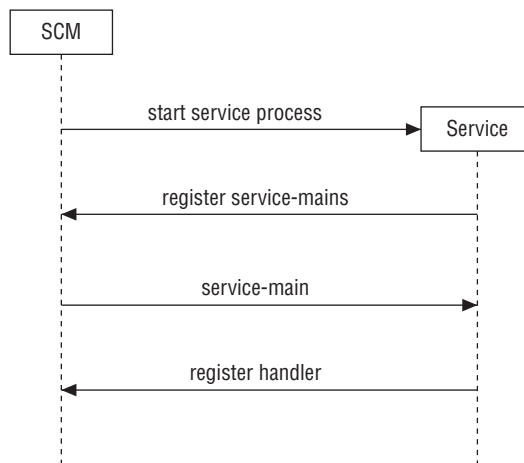 SCM
start service process
Service
register service-mains
service-main
register handler